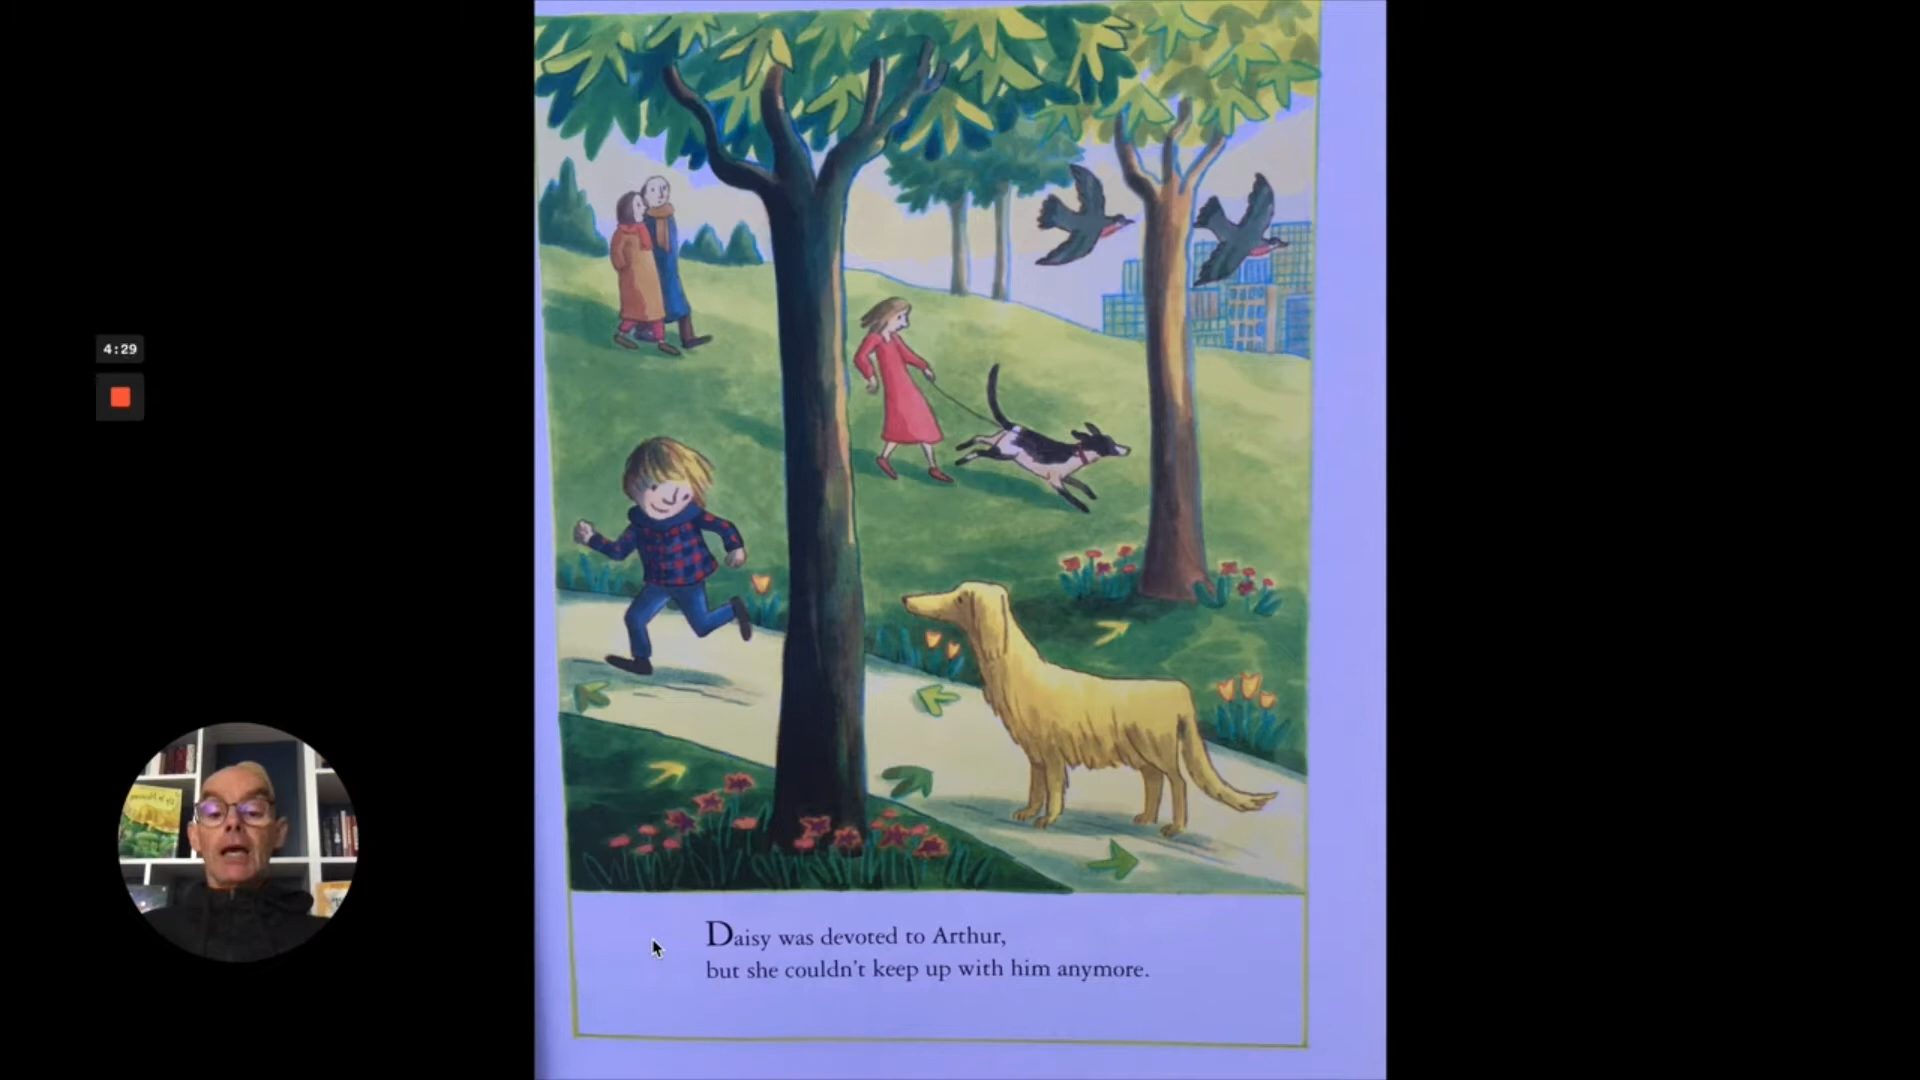 4:29
Daisy was devoted to Arthur,
but she couldn't keep up with him anymore.